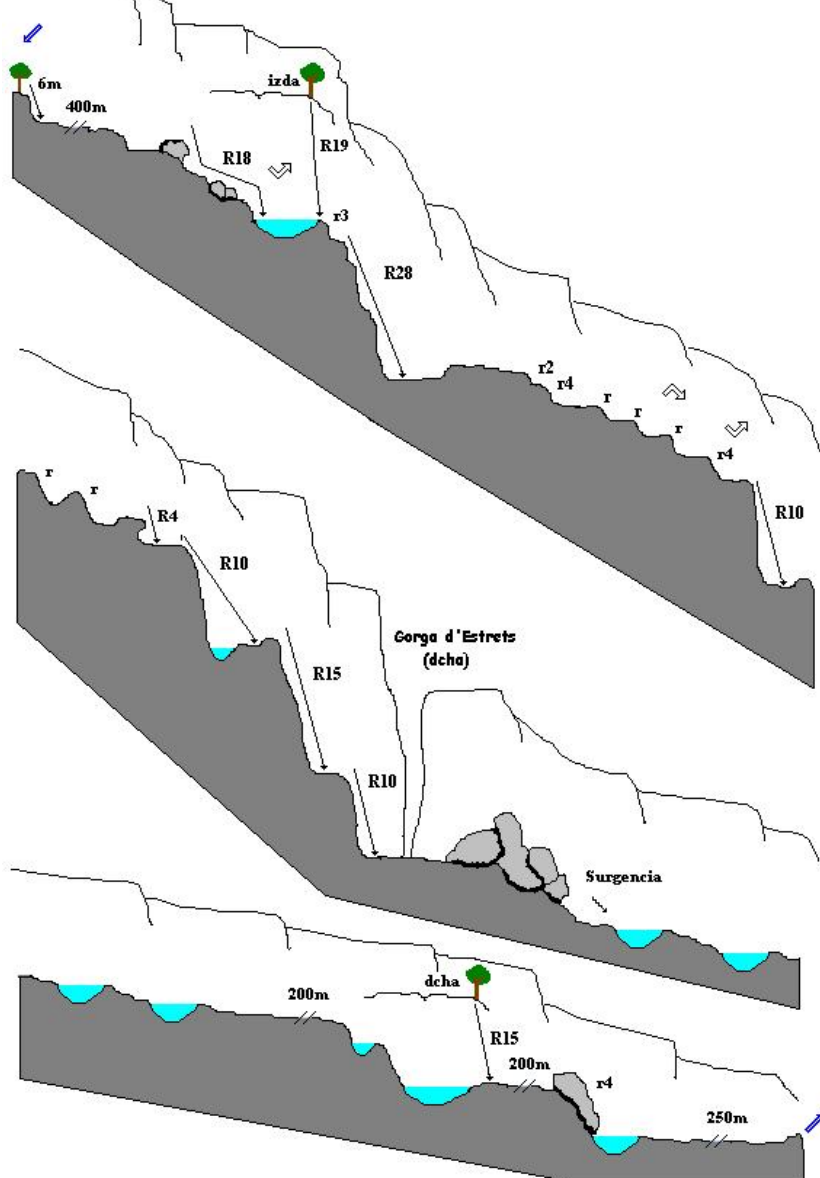 6m
400m
izda
R18
R19
r3
R28
r2
r4
r
r
r
r4
R10
r
r
R4
R10
R15
Gorga d'Estrets
(dcha)
R10
Surgencia
200m
dcha
R15
200m
r4
250m